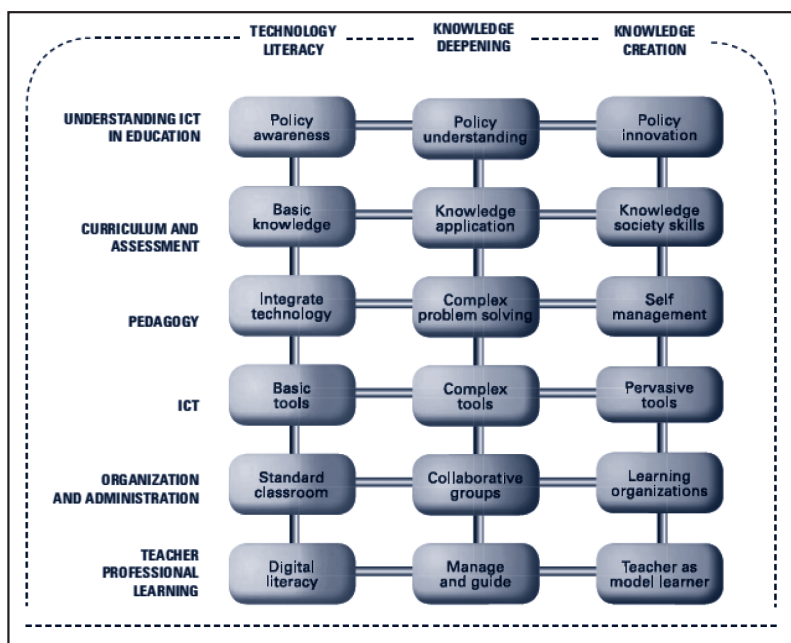 TECHNOLOGY
LITERACY
KNOWLEDGE
DEEPENING
KNOWLEDGE
CREATION
UNDERSTANDING ICT
IN EDUCATION
Policy
awareness
Policy
understanding
Policy
innovation
CURRICULUM AND
ASSESSMENT
Basic
knowledge
Knowledge
application
Knowledge
society skills
PEDAGOGY
Integrate
technology
Complex
problem solving
Self
management
ICT
Basic
tools
Complex
tools
Pervasive
tools
ORGANIZATION
AND ADMINISTRATION
Standard
classroom
Collaborative
groups
Learning
organizations
TEACHER
PROFESSIONAL
LEARNING
Digital
literacy
Manage
and guide
Teacher as
model learner